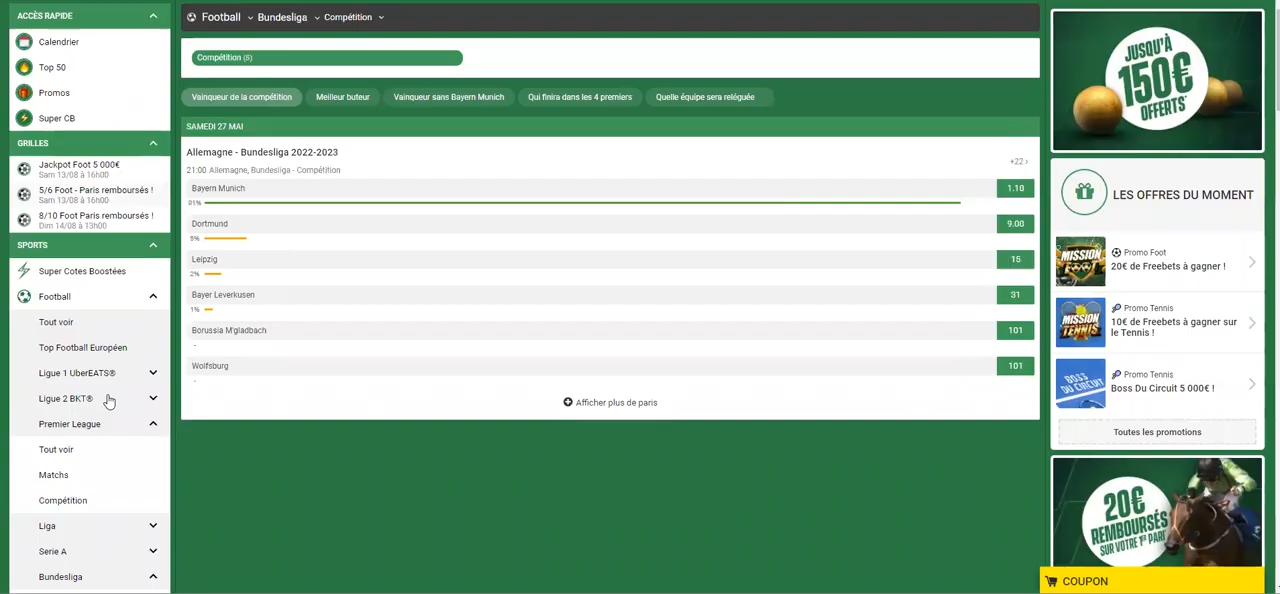 ACCÈS RAPIDE
Calendrier
Top 50
Promos
Super CB
GRILLES
Jackpot Foot 5 000€
Sam 13/08 à 16h00
5/6 Foot - Paris remboursés !
Sam 13/08 à 16h00
8/10 Foot Paris remboursés !
Dim 14/08 à 13h00
SPORTS
Super Cotes Boostées
Football
Tout voir
Top Football Européen
Ligue 1 UberEATS®
Ligue 2 BKT®
Premier League
Tout voir
Matchs
Compétition
Liga
Serie A
Bundesliga
Football Bundesliga Compétition
Compétition (5)
Vainqueur de la compétition Meilleur buteur Vainqueur sans Bayern Munich Qui finira dans les 4 premiers Quelle équipe sera reléguée
SAMEDI 27 MAI
Allemagne - Bundesliga 2022-2023
+22 ›
21:00 Allemagne, Bundesliga - Compétition
Bayern Munich 1.10
91%
Dortmund 9.00
5%
Leipzig 15
2%
Bayer Leverkusen 31
1%
Borussia M'gladbach 101
-
Wolfsburg 101
-
Afficher plus de paris
JUSQU'À
150€
OFFERTS*
LES OFFRES DU MOMENT
MISSION
FOOT
Promo Foot
20€ de Freebets à gagner !
MISSION
TENNIS
Promo Tennis
10€ de Freebets à gagner sur
le Tennis !
BOSS
DU CIRCUIT
Promo Tennis
Boss Du Circuit 5 000€ !
Toutes les promotions
20€
REMBOURSÉS
SUR VOTRE 1er PARI*
COUPON